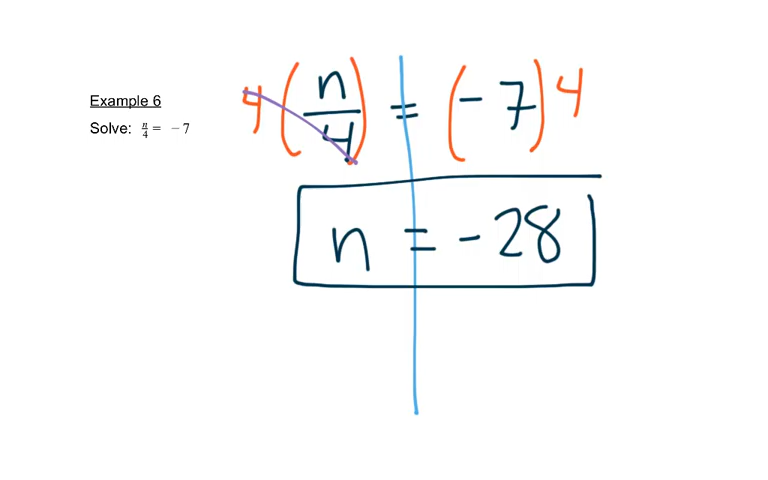 Example 6
Solve: n/4 = - 7
4 (n/4) = (- 7) 4
n = - 28